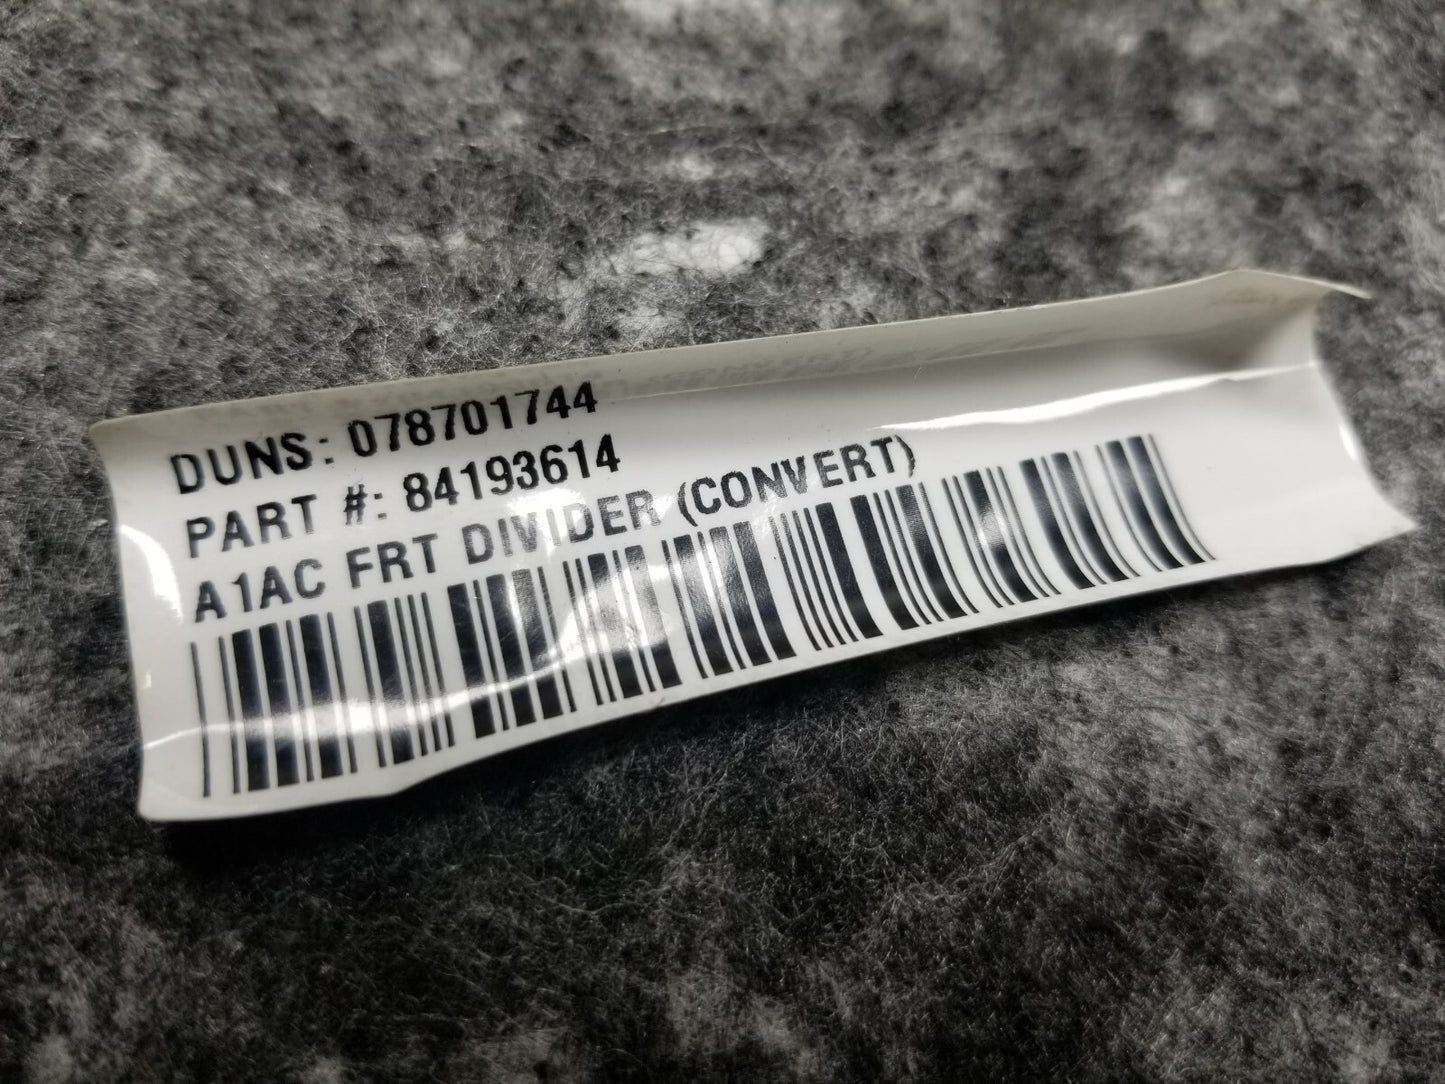 DUNS: 078701744
PART #: 84193614
A1AC FRT DIVIDER (CONVERT)